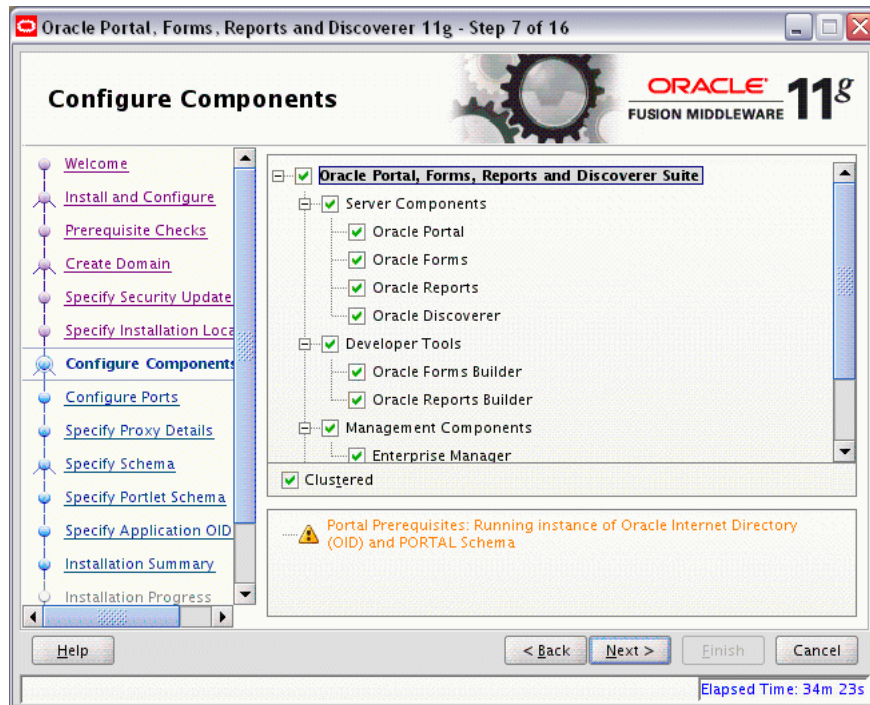 Oracle Portal, Forms, Reports and Discoverer 11g - Step 7 of 16
Configure Components
ORACLE
FUSION MIDDLEWARE
11g
Welcome
Install and Configure
Prerequisite Checks
Create Domain
Specify Security Update
Specify Installation Loca
Configure Components
Configure Ports
Specify Proxy Details
Specify Schema
Specify Portlet Schema
Specify Application OID
Installation Summary
Installation Progress
Oracle Portal, Forms, Reports and Discoverer Suite
Server Components
Oracle Portal
Oracle Forms
Oracle Reports
Oracle Discoverer
Developer Tools
Oracle Forms Builder
Oracle Reports Builder
Management Components
Enterprise Manager
Clustered
Portal Prerequisites: Running instance of Oracle Internet Directory
(OID) and PORTAL Schema
Help
< Back
Next >
Finish
Cancel
Elapsed Time: 34m 23s